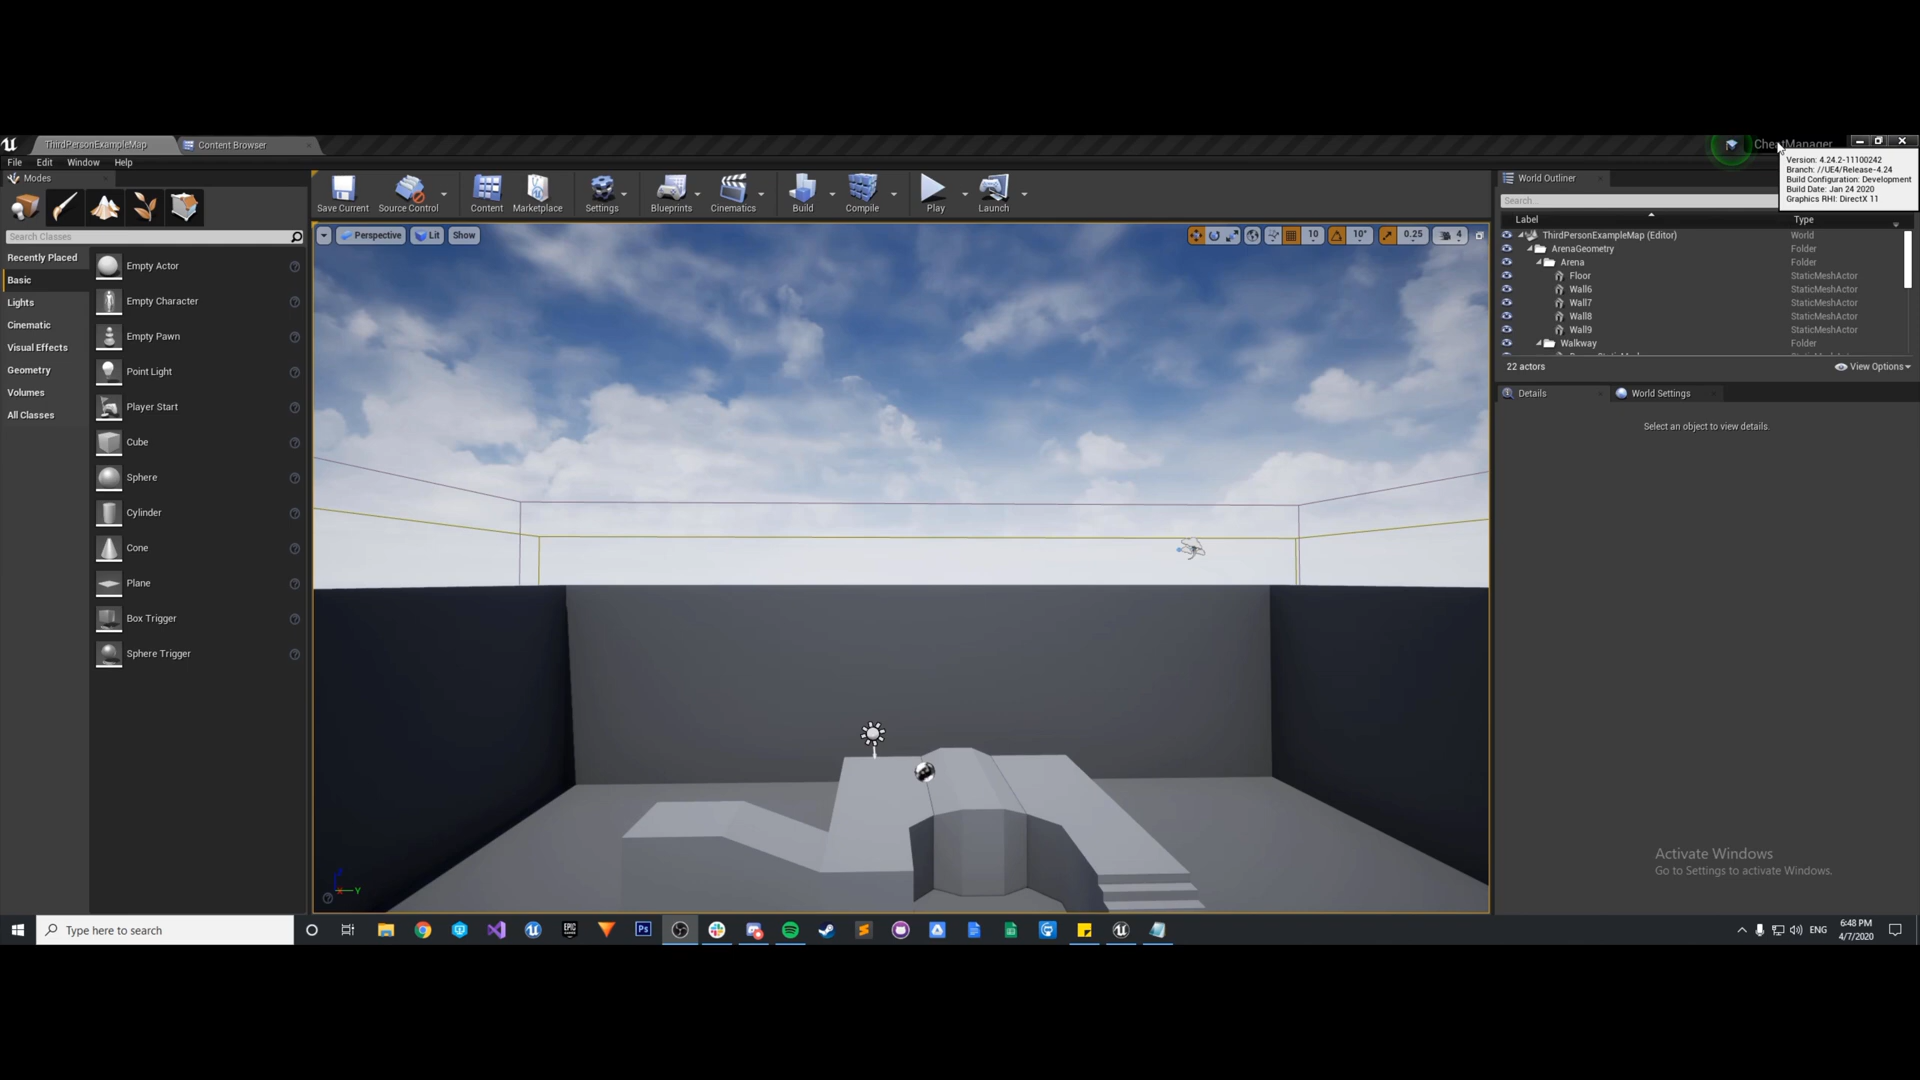 ThirdPersonExampleMap
Content Browser
File Edit Window Help
Version: 4.24.2-11100242
Branch: //UE4/Release-4.24
Build Configuration: Development
Build Date: Jan 24 2020
Graphics RHI: DirectX 11
Modes
Search Classes
Recently Placed
Basic
Lights
Cinematic
Visual Effects
Geometry
Volumes
All Classes
Empty Actor
Empty Character
Empty Pawn
Point Light
Player Start
Cube
Sphere
Cylinder
Cone
Plane
Box Trigger
Sphere Trigger
Save Current Source Control Content Marketplace Settings Blueprints Cinematics Build Compile Play Launch
Perspective Lit Show
10 10° 0.25 4
Y
World Outliner
Search...
Label Type
ThirdPersonExampleMap (Editor) World
ArenaGeometry Folder
Arena Folder
Floor StaticMeshActor
Wall6 StaticMeshActor
Wall7 StaticMeshActor
Wall8 StaticMeshActor
Wall9 StaticMeshActor
Walkway Folder
22 actors View Options
Details World Settings
Select an object to view details.
Activate Windows
Go to Settings to activate Windows.
Type here to search
EPIC GAMES
Ps
ENG
6:48 PM
4/7/2020